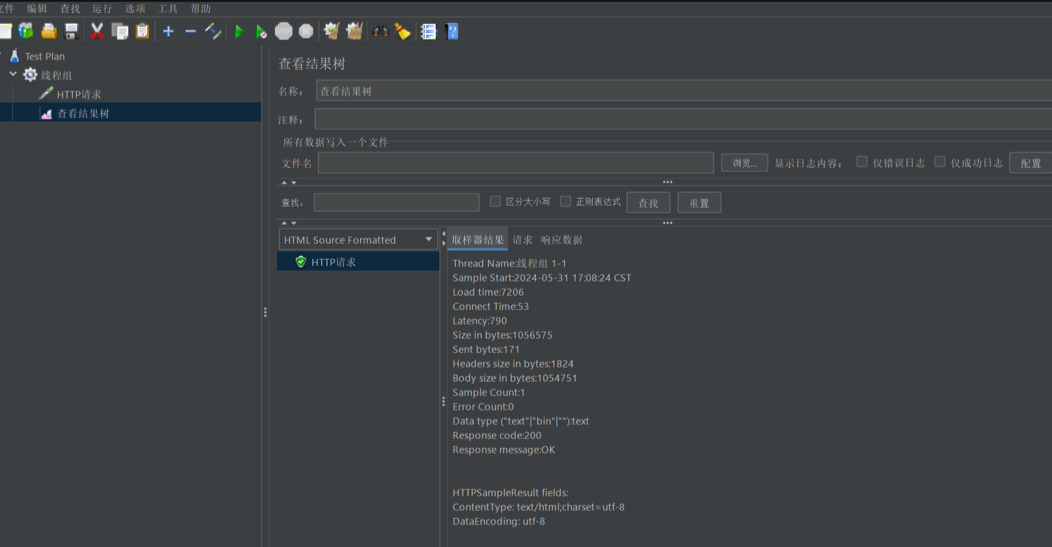 文件 编辑 查找 运行 选项 工具 帮助
Test Plan
线程组
HTTP请求
查看结果树
查看结果树
名称： 查看结果树
注释：
所有数据写入一个文件
文件名 浏览... 显示日志内容： 仅错误日志 仅成功日志 配置
查找： 区分大小写 正则表达式 查找 重置
HTML Source Formatted
HTTP请求
取样器结果 请求 响应数据
Thread Name:线程组 1-1
Sample Start:2024-05-31 17:08:24 CST
Load time:7206
Connect Time:53
Latency:790
Size in bytes:1056575
Sent bytes:171
Headers size in bytes:1824
Body size in bytes:1054751
Sample Count:1
Error Count:0
Data type ("text"|"bin"|""):text
Response code:200
Response message:OK
HTTPSampleResult fields:
ContentType: text/html;charset=utf-8
DataEncoding: utf-8